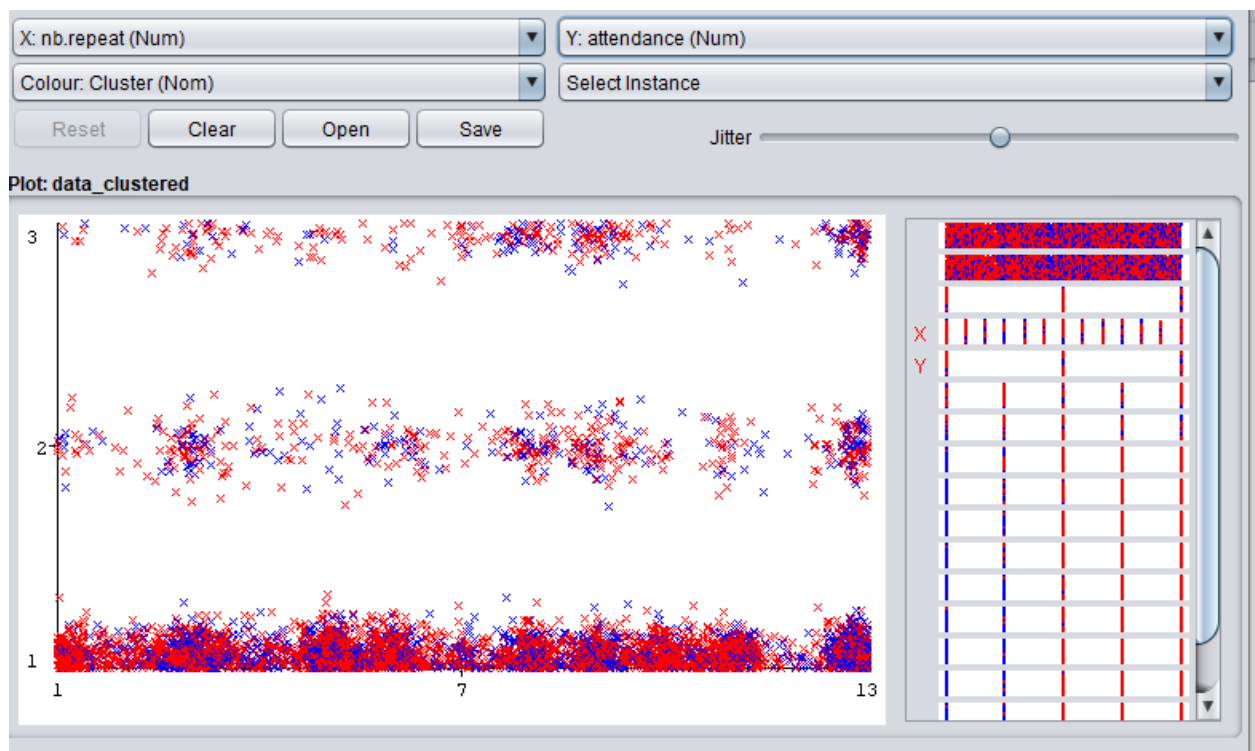 X: nb.repeat (Num) Y: attendance (Num)
Colour: Cluster (Nom) Select Instance
Reset Clear Open Save Jitter
Plot: data_clustered
3
2
1
1 7 13
X
Y